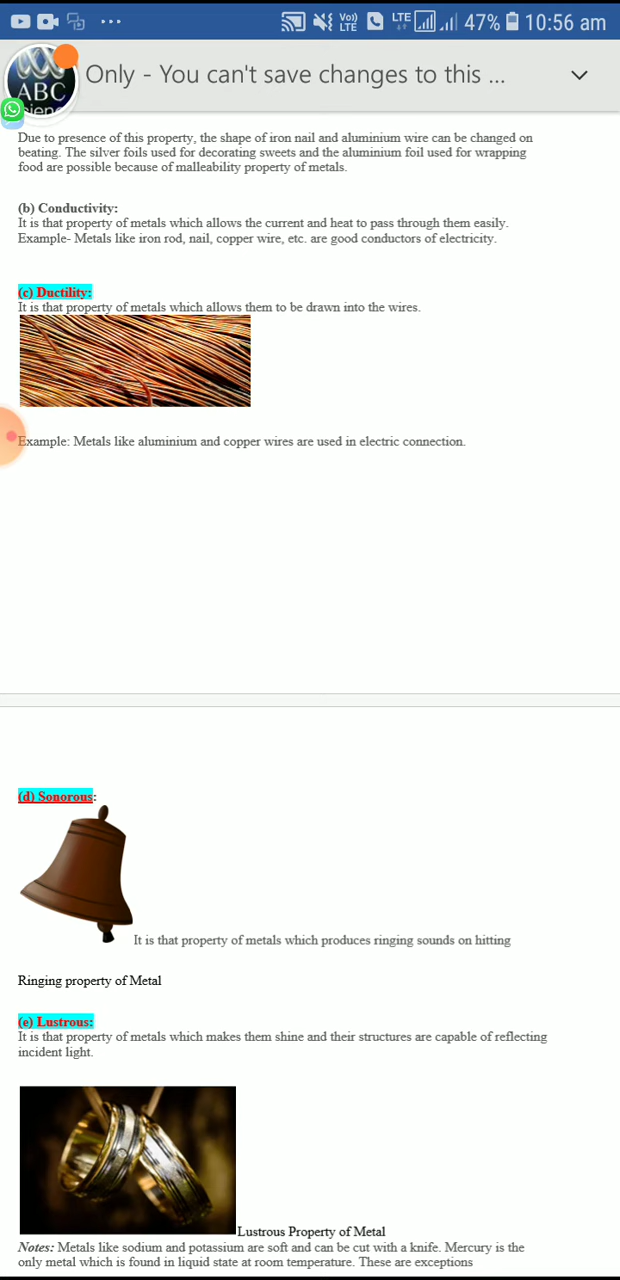 47% 10:56 am
Vo))
LTE
LTE
ABC
Only - You can't save changes to this ...
Due to presence of this property, the shape of iron nail and aluminium wire can be changed on
beating. The silver foils used for decorating sweets and the aluminium foil used for wrapping
food are possible because of malleability property of metals.
(b) Conductivity:
It is that property of metals which allows the current and heat to pass through them easily.
Example- Metals like iron rod, nail, copper wire, etc. are good conductors of electricity.
(c) Ductility:
It is that property of metals which allows them to be drawn into the wires.
Example: Metals like aluminium and copper wires are used in electric connection.
(d) Sonorous:
It is that property of metals which produces ringing sounds on hitting
Ringing property of Metal
(e) Lustrous:
It is that property of metals which makes them shine and their structures are capable of reflecting
incident light.
Lustrous Property of Metal
Notes: Metals like sodium and potassium are soft and can be cut with a knife. Mercury is the
only metal which is found in liquid state at room temperature. These are exceptions